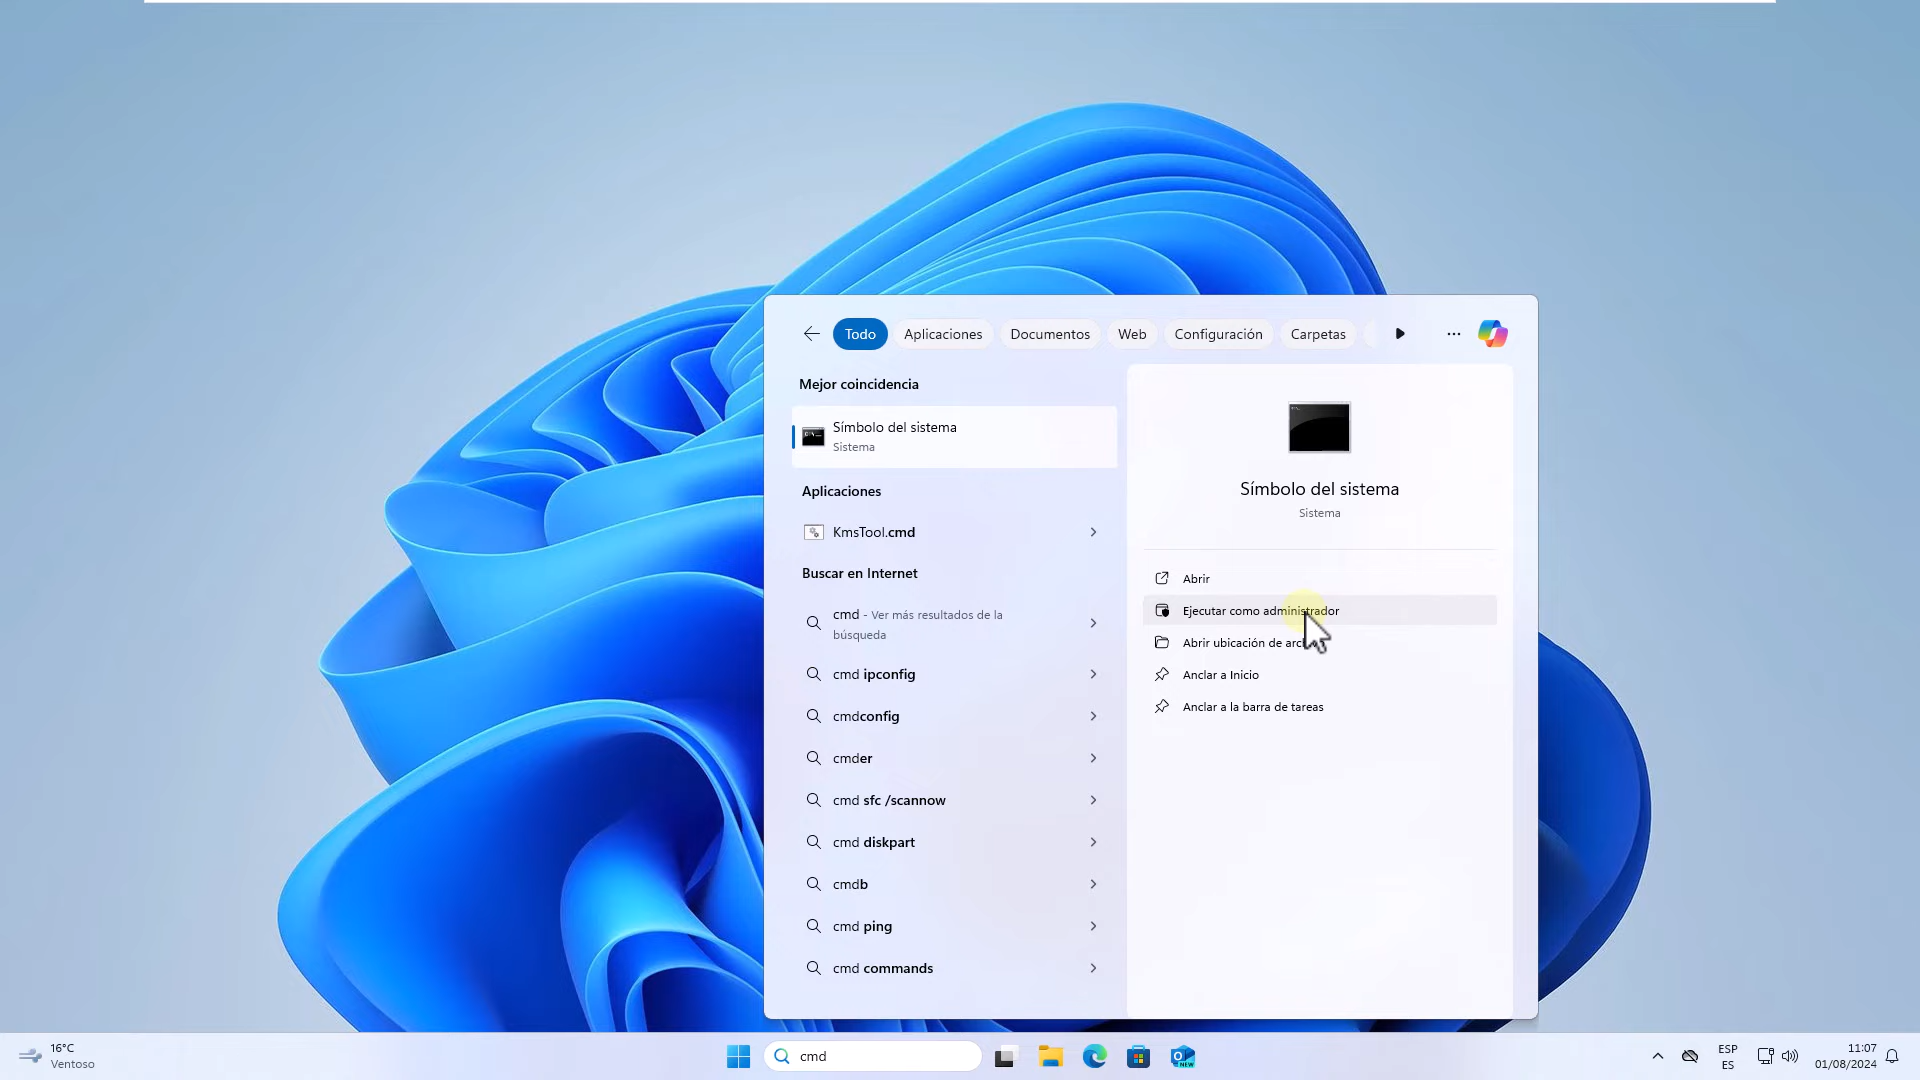 Todo
Aplicaciones
Documentos
Web
Configuración
Carpetas
Mejor coincidencia
Símbolo del sistema
Sistema
Aplicaciones
KmsTool.cmd
Buscar en Internet
cmd - Ver más resultados de la
búsqueda
cmd ipconfig
cmdconfig
cmder
cmd sfc /scannow
cmd diskpart
cmdb
cmd ping
cmd commands
Símbolo del sistema
Sistema
Abrir
Ejecutar como administrador
Abrir ubicación de
Anclar a Inicio
Anclar a la barra de tareas
16°C
Ventoso
cmd
NEW
ESP
ES
11:07
01/08/2024